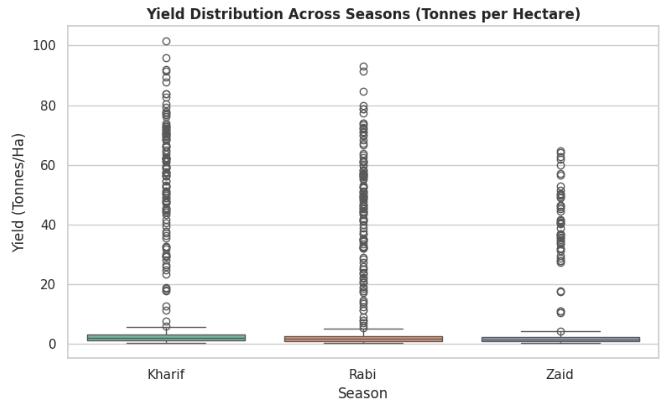 Yield Distribution Across Seasons (Tonnes per Hectare)
100
80
60
40
20
0
Yield (Tonnes/Ha)
Kharif
Rabi
Zaid
Season